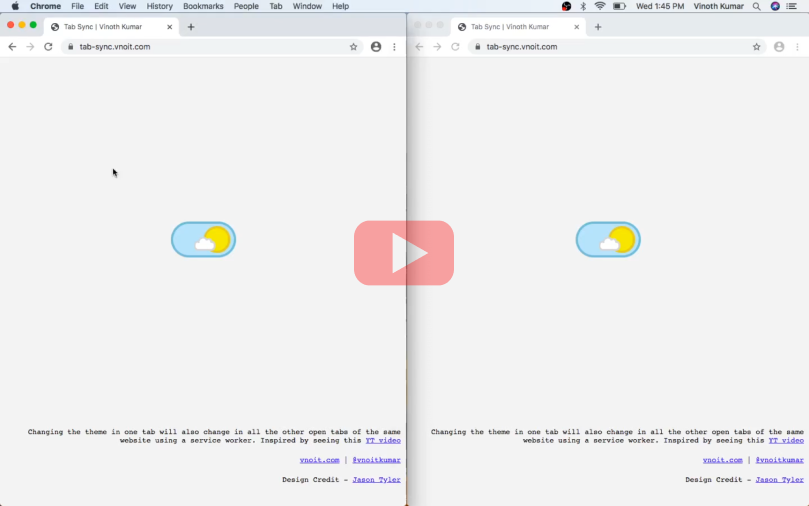 Chrome File Edit View History Bookmarks People Tab Window Help Wed 1:45 PM Vinoth Kumar
Tab Sync | Vinoth Kumar
tab-sync.vnoit.com
Changing the theme in one tab will also change in all the other open tabs of the same
website using a service worker. Inspired by seeing this YT video
vnoit.com | @vnoitkumar
Design Credit - Jason Tyler
Tab Sync | Vinoth Kumar
tab-sync.vnoit.com
Changing the theme in one tab will also change in all the other open tabs of the same
website using a service worker. Inspired by seeing this YT video
vnoit.com | @vnoitkumar
Design Credit - Jason Tyler